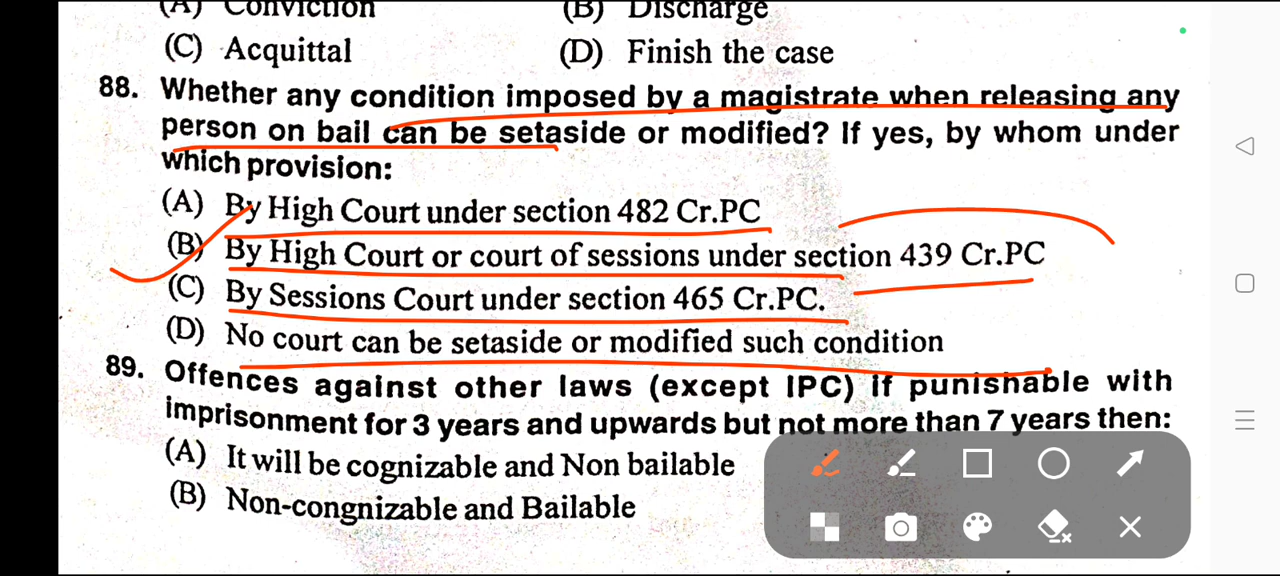 (A) Conviction (B) Discharge
(C) Acquittal (D) Finish the case
88. Whether any condition imposed by a magistrate when releasing any
person on bail can be setaside or modified? If yes, by whom under
which provision:
(A) By High Court under section 482 Cr.PC
(B) By High Court or court of sessions under section 439 Cr.PC
(C) By Sessions Court under section 465 Cr.PC.
(D) No court can be setaside or modified such condition
89. Offences against other laws (except IPC) if punishable with
imprisonment for 3 years and upwards but not more than 7 years then:
(A) It will be cognizable and Non bailable
(B) Non-congnizable and Bailable